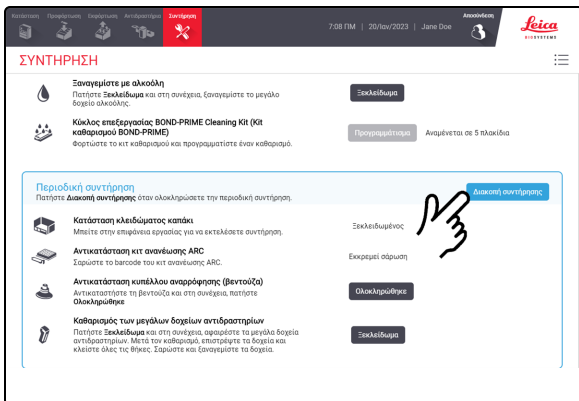 Κατάσταση Προφόρτωση Εκφόρτωση Αντιδραστήρια Συντήρηση
7:08 ΠΜ | 20/Ιαν/2023 | Jane Doe
Αποσύνδεση
Leica
BIOSYSTEMS
ΣΥΝΤΗΡΗΣΗ
Ξαναγεμίστε με αλκοόλη
Πατήστε Ξεκλείδωμα και στη συνέχεια, ξαναγεμίστε το μεγάλο
δοχείο αλκοόλης.
Ξεκλείδωμα
Κύκλος επεξεργασίας BOND-PRIME Cleaning Kit (Kit
καθαρισμού BOND-PRIME)
Φορτώστε το κιτ καθαρισμού και προγραμματίστε έναν καθαρισμό.
Προγραμμάτισμα Αναμένεται σε 5 πλακίδια
Περιοδική συντήρηση
Πατήστε Διακοπή συντήρησης όταν ολοκληρώσετε την περιοδική συντήρηση.
Διακοπή συντήρησης
Κατάσταση κλειδώματος καπάκι
Μπείτε στην επιφάνεια εργασίας για να εκτελέσετε συντήρηση.
Ξεκλειδωμένος
Αντικατάσταση κιτ ανανέωσης ARC
Σαρώστε το barcode του κιτ ανανέωσης ARC.
Εκκρεμεί σάρωση
Αντικατάσταση κυπέλλου αναρρόφησης (βεντούζα)
Αντικαταστήστε τη βεντούζα και στη συνέχεια, πατήστε
Ολοκληρώθηκε
Ολοκληρώθηκε
Καθαρισμός των μεγάλων δοχείων αντιδραστηρίων
Πατήστε Ξεκλείδωμα και στη συνέχεια, αφαιρέστε τα μεγάλα δοχεία
αντιδραστηρίων. Μετά τον καθαρισμό, επιστρέψτε τα δοχεία και
κλείστε όλες τις θήκες. Σαρώστε και ξαναγεμίστε τα δοχεία.
Ξεκλείδωμα